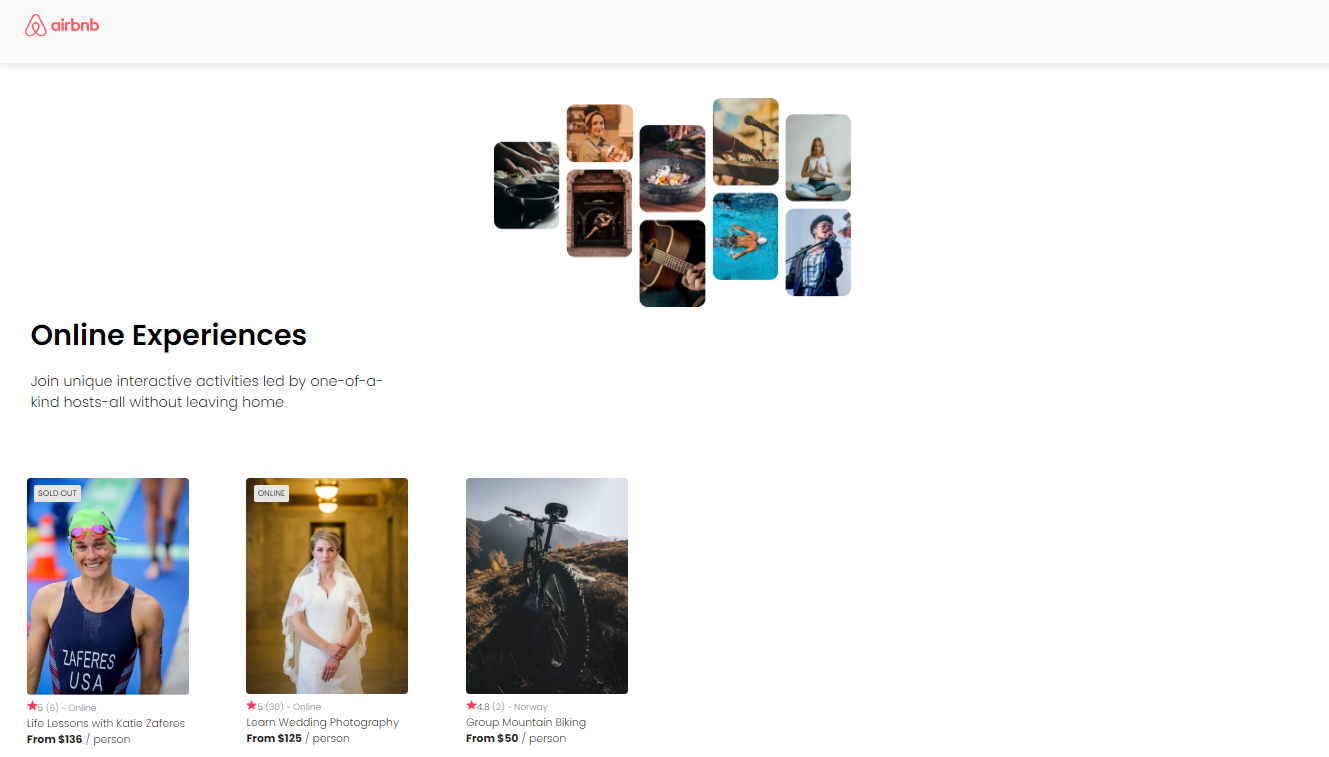 airbnb
Online Experiences
Join unique interactive activities led by one-of-a-
kind hosts-all without leaving home
SOLD OUT
ZAFERES
USA
5 (6) - Online
Life Lessons with Katie Zaferes
From $136 / person
ONLINE
5 (30) - Online
Learn Wedding Photography
From $125 / person
4.8 (2) - Norway
Group Mountain Biking
From $50 / person